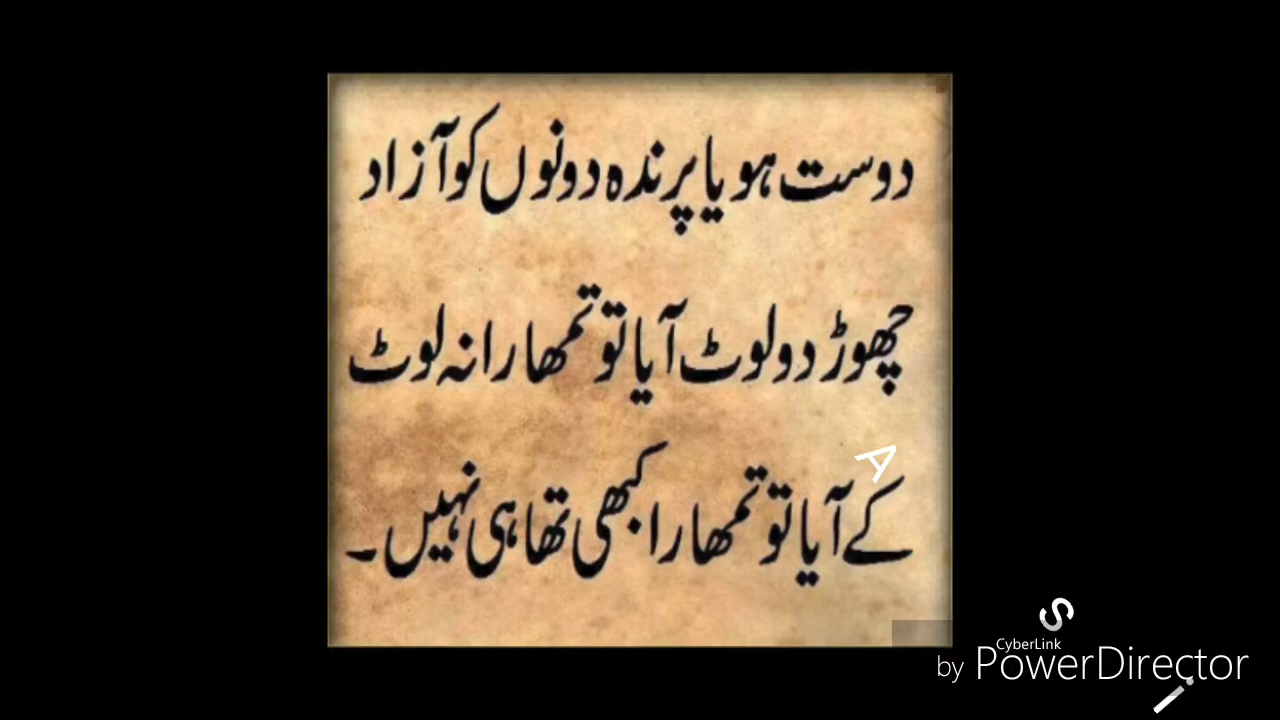 دوست ہو یا پرندہ دونوں کو آزاد
چھوڑ دو لوٹ آیا تو تمھارا نہ لوٹ
کے آیا تو تمھارا کبھی تھا ہی نہیں۔
A
S
CyberLink
by PowerDirector